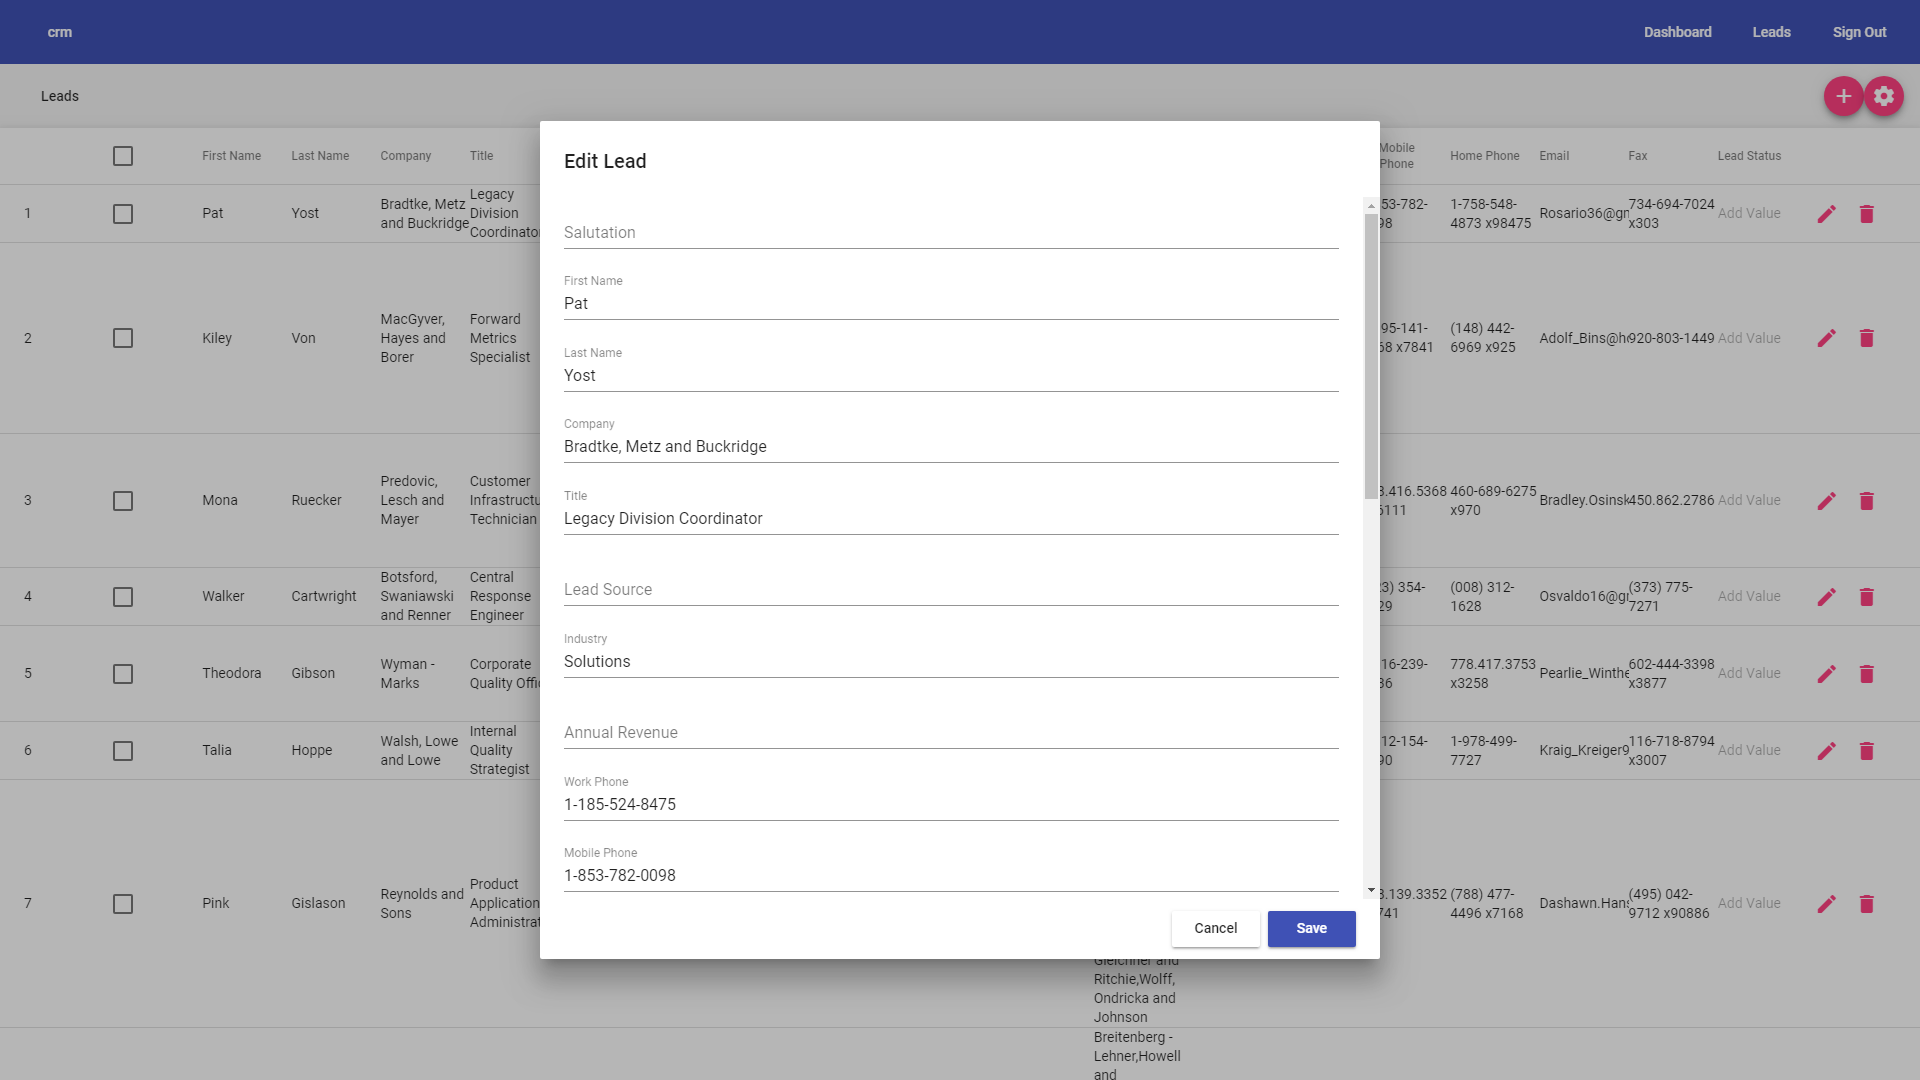 crm
Dashboard
Leads
Sign Out
Leads
First Name
Last Name
Company
Title
Mobile
Phone
Home Phone
Email
Fax
Lead Status
1
Pat
Yost
Bradtke, Metz
and Buckridge
Legacy
Division
Coordinator
53-782-
98
1-758-548-
4873 x98475
Rosario36@gr
734-694-7024
x303
Add Value
2
Kiley
Von
MacGyver,
Hayes and
Borer
Forward
Metrics
Specialist
95-141-
68 x7841
(148) 442-
6969 x925
Adolf_Bins@h
920-803-1449
Add Value
3
Mona
Ruecker
Predovic,
Lesch and
Mayer
Customer
Infrastructu
Technician
3.416.5368
6111
460-689-6275
x970
Bradley.Osinsk
450.862.2786
Add Value
4
Walker
Cartwright
Botsford,
Swaniawski
and Renner
Central
Response
Engineer
3) 354-
29
(008) 312-
1628
Osvaldo16@gr
(373) 775-
7271
Add Value
5
Theodora
Gibson
Wyman -
Marks
Corporate
Quality Offi
16-239-
36
778.417.3753
x3258
Pearlie_Winthe
602-444-3398
x3877
Add Value
6
Talia
Hoppe
Walsh, Lowe
and Lowe
Internal
Quality
Strategist
12-154-
90
1-978-499-
7727
Kraig_Kreiger9
116-718-8794
x3007
Add Value
7
Pink
Gislason
Reynolds and
Sons
Product
Application
Administrat
3.139.3352
741
(788) 477-
4496 x7168
Dashawn.Hans
(495) 042-
9712 x90886
Add Value
Gleichner and
Ritchie,Wolff,
Ondricka and
Johnson
Breitenberg -
Lehner,Howell
and
Edit Lead
Salutation
First Name
Pat
Last Name
Yost
Company
Bradtke, Metz and Buckridge
Title
Legacy Division Coordinator
Lead Source
Industry
Solutions
Annual Revenue
Work Phone
1-185-524-8475
Mobile Phone
1-853-782-0098
Cancel
Save